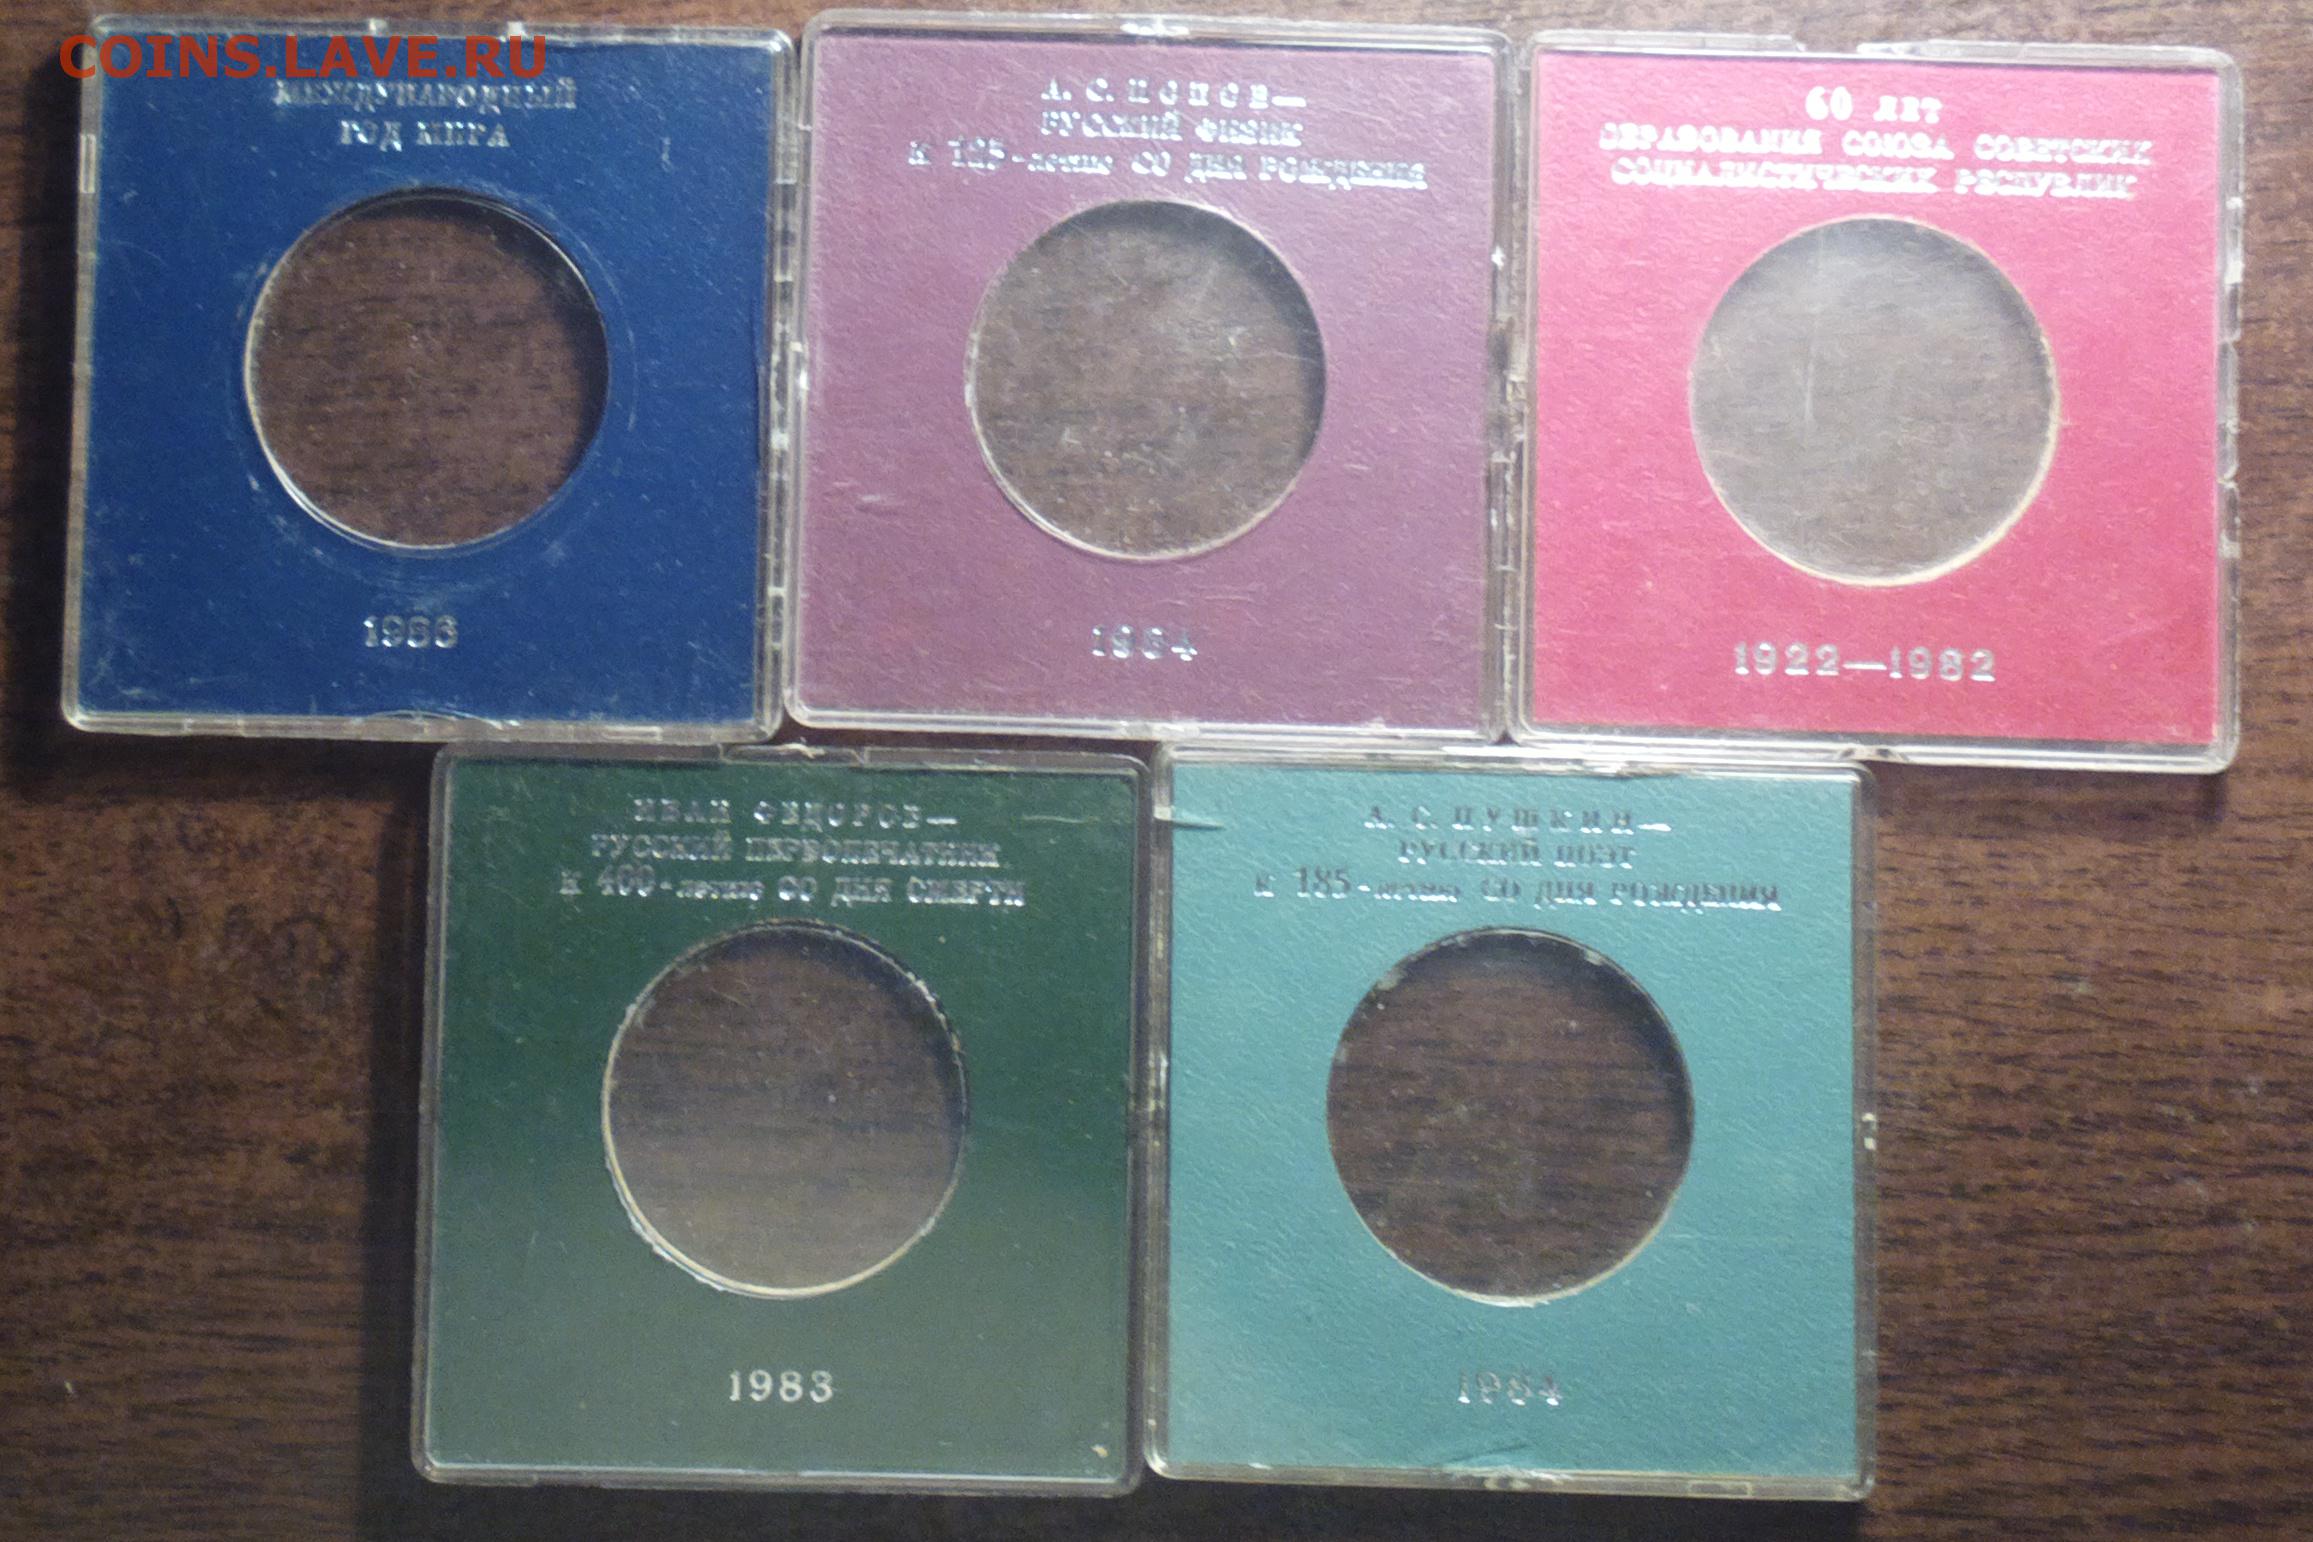 COINS.LAVE.RU
МЕЖДУНАРОДНЫЙ
ГОД МИРА
1986
А. С. ПОПОВ—
РУССКИЙ ФИЗИК
К 125-летию СО ДНЯ РОЖДЕНИЯ
1984
60 ЛЕТ
ОБРАЗОВАНИЯ СОЮЗА СОВЕТСКИХ
СОЦИАЛИСТИЧЕСКИХ РЕСПУБЛИК
1922—1982
ИВАН ФЕДОРОВ—
РУССКИЙ ПЕРВОПЕЧАТНИК
К 400-летию СО ДНЯ СМЕРТИ
1983
А. С. ПУШКИН—
РУССКИЙ ПОЭТ
К 185-летию СО ДНЯ РОЖДЕНИЯ
1984